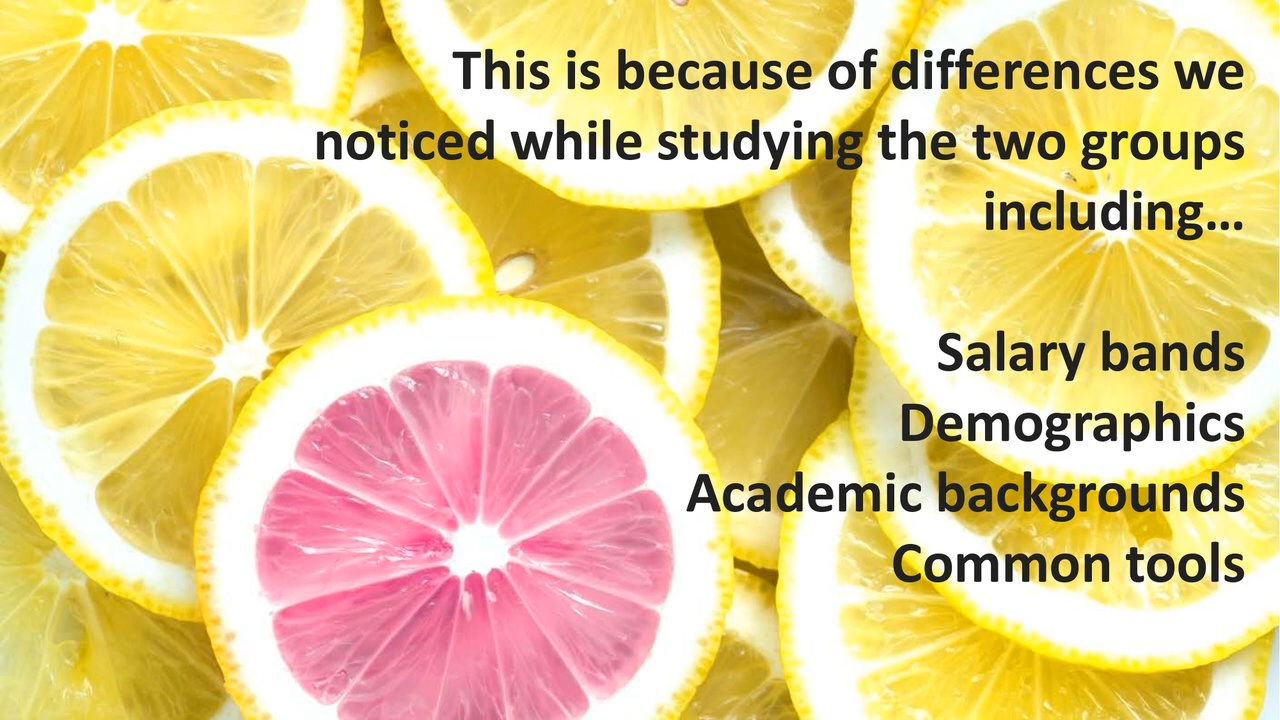 This is because of differences we
noticed while studying the two groups
including…
Salary bands
Demographics
Academic backgrounds
Common tools